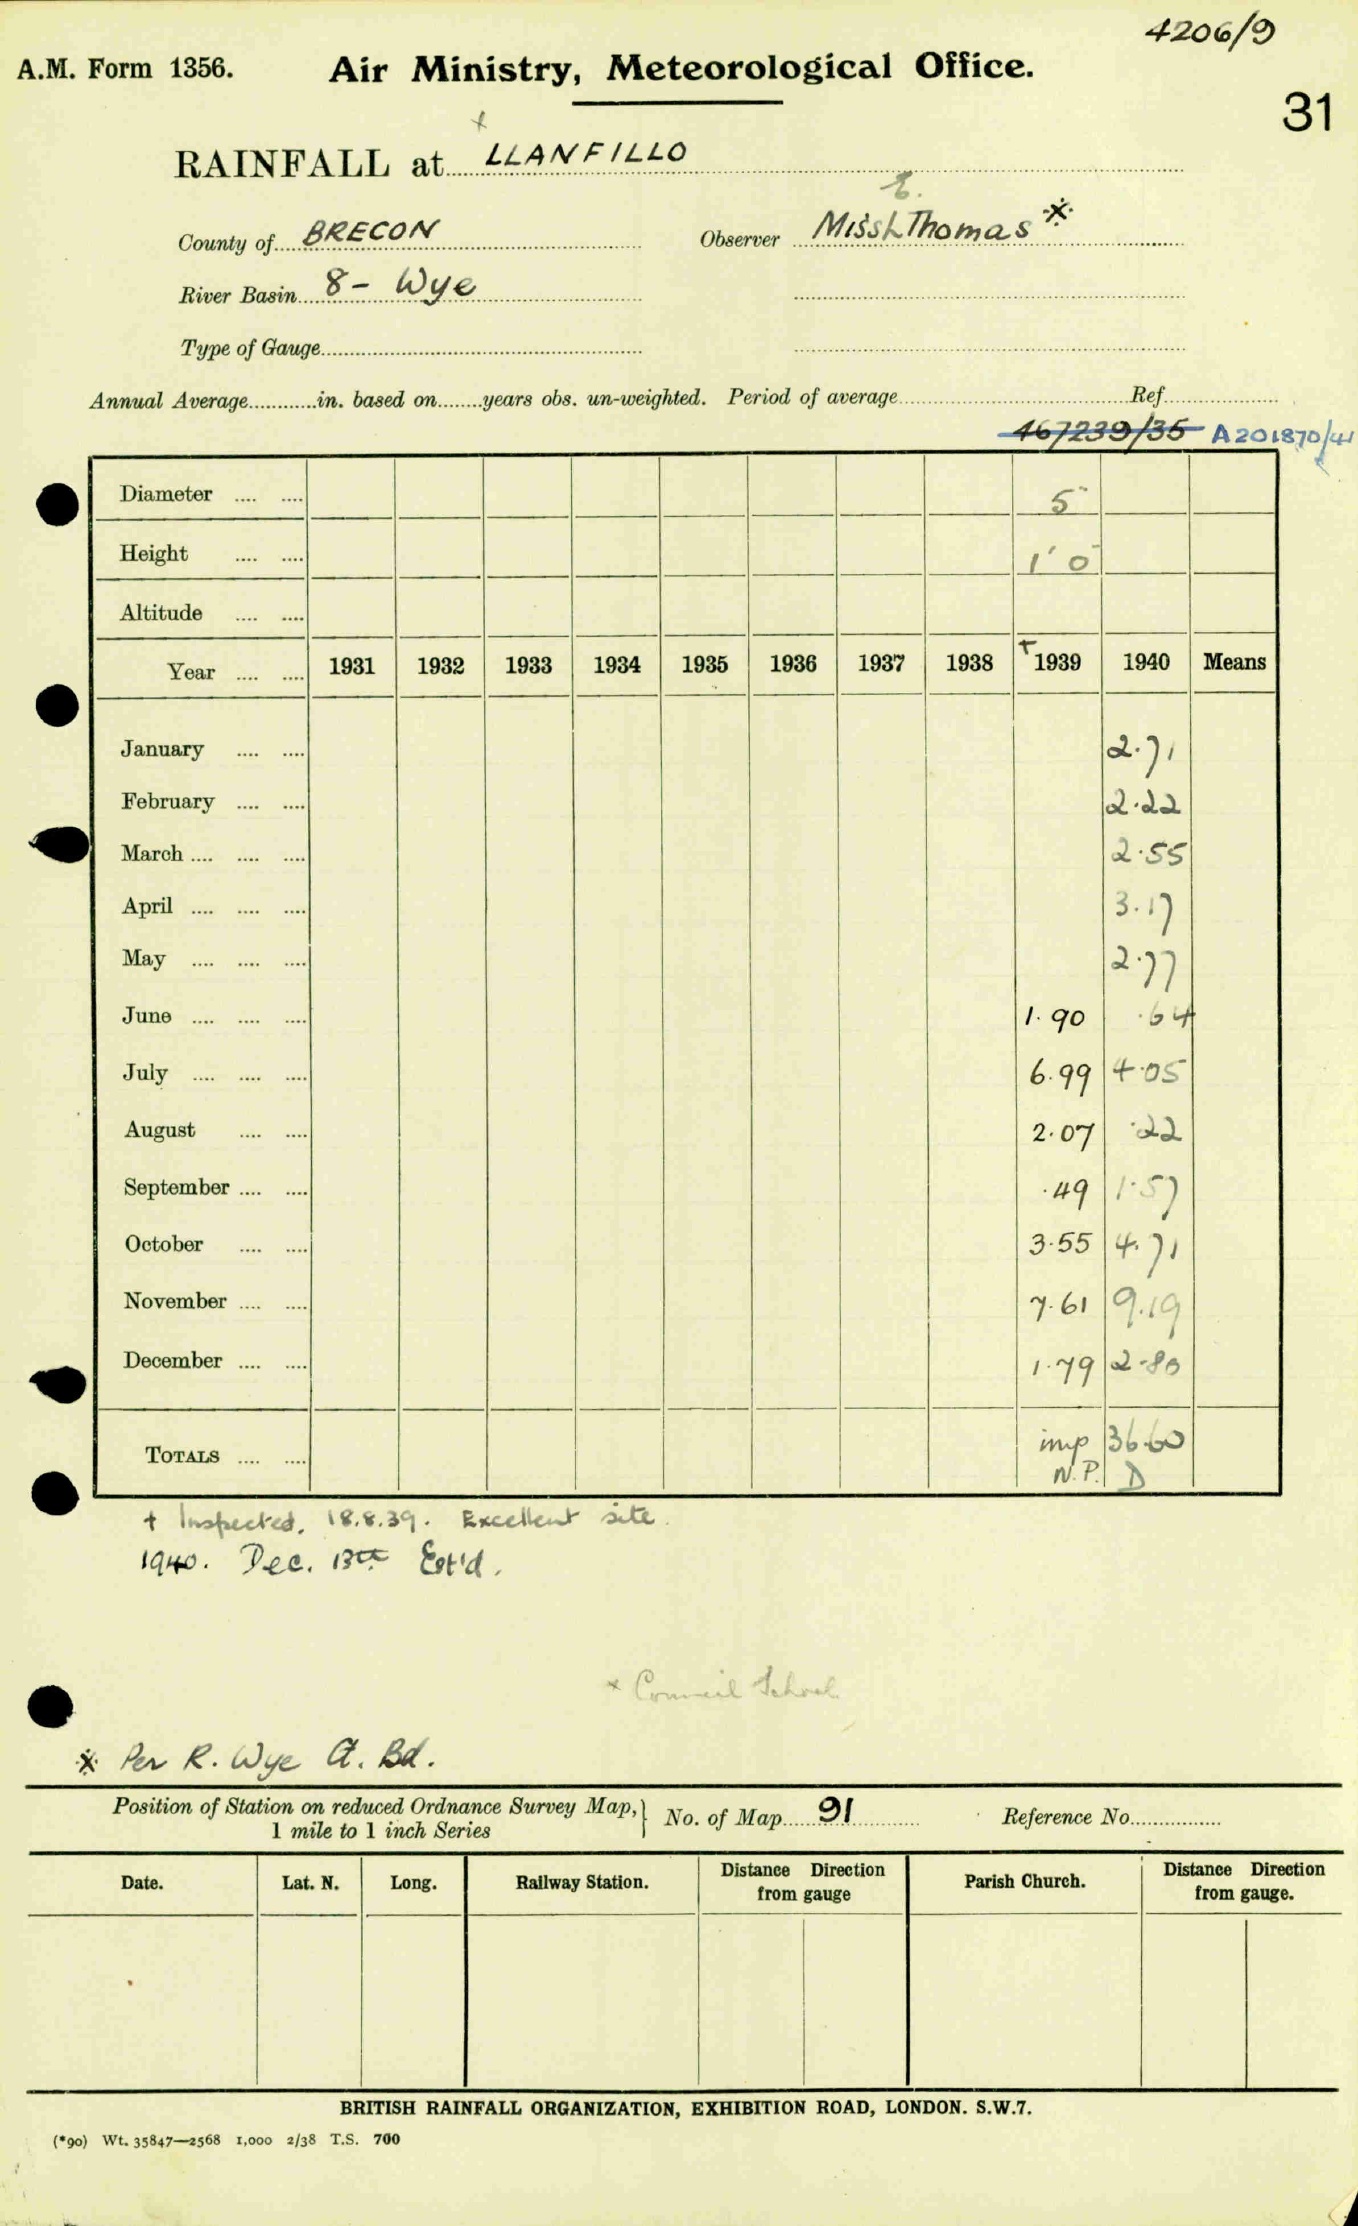 4206/9
A.M. Form 1356. Air Ministry, Meteorological Office.
31
+
RAINFALL at LLANFILLO
E.
County of BRECON Observer Miss L Thomas *
River Basin 8 - Wye
Type of Gauge
Annual Average in. based on years obs. un-weighted. Period of average Ref.
467239/35 A201870/41
Diameter 5"
Height 1' 0"
Altitude
Year 1931 1932 1933 1934 1935 1936 1937 1938 † 1939 1940 Means
January 2.71
February 2.22
March 2.55
April 3.17
May 2.77
June 1.90 .64
July 6.99 4.05
August 2.07 .22
September .49 1.57
October 3.55 4.71
November 7.61 9.19
December 1.79 2.80
TOTALS imp 36.60
N.P. D
† Inspected, 18.8.39. Excellent site.
1940. Dec. 13th Est'd.
x Council School
* Per R. Wye Ct. Bd.
Position of Station on reduced Ordnance Survey Map, 1 mile to 1 inch Series } No. of Map 91 Reference No.
Date. Lat. N. Long. Railway Station. Distance Direction from gauge Parish Church. Distance Direction from gauge.
BRITISH RAINFALL ORGANIZATION, EXHIBITION ROAD, LONDON. S.W.7.
(*90) Wt. 35847—2568 1,000 2/38 T.S. 700